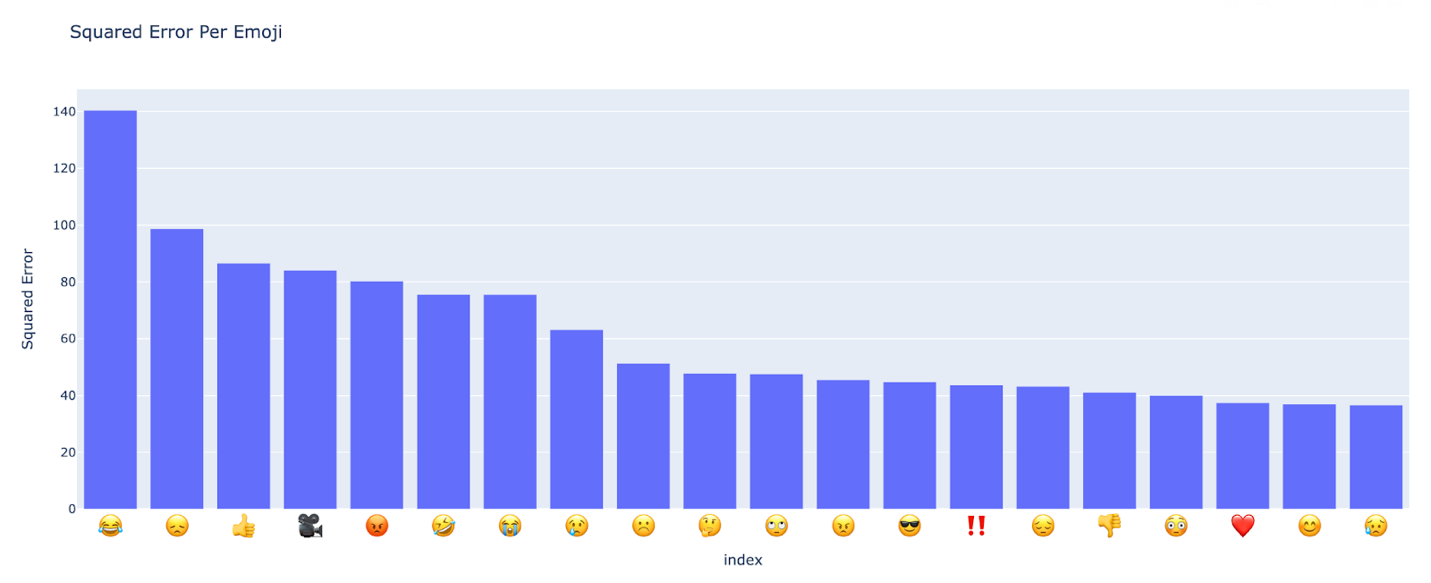 Squared Error Per Emoji
140
120
100
80
60
40
20
0
Squared Error
😂 😞 👍 🎥 😡 🤣 😭 😢 ☹️ 🤔 🙄 😠 😎 ‼️ 😔 👎 😳 ❤️ 😊 😥
index